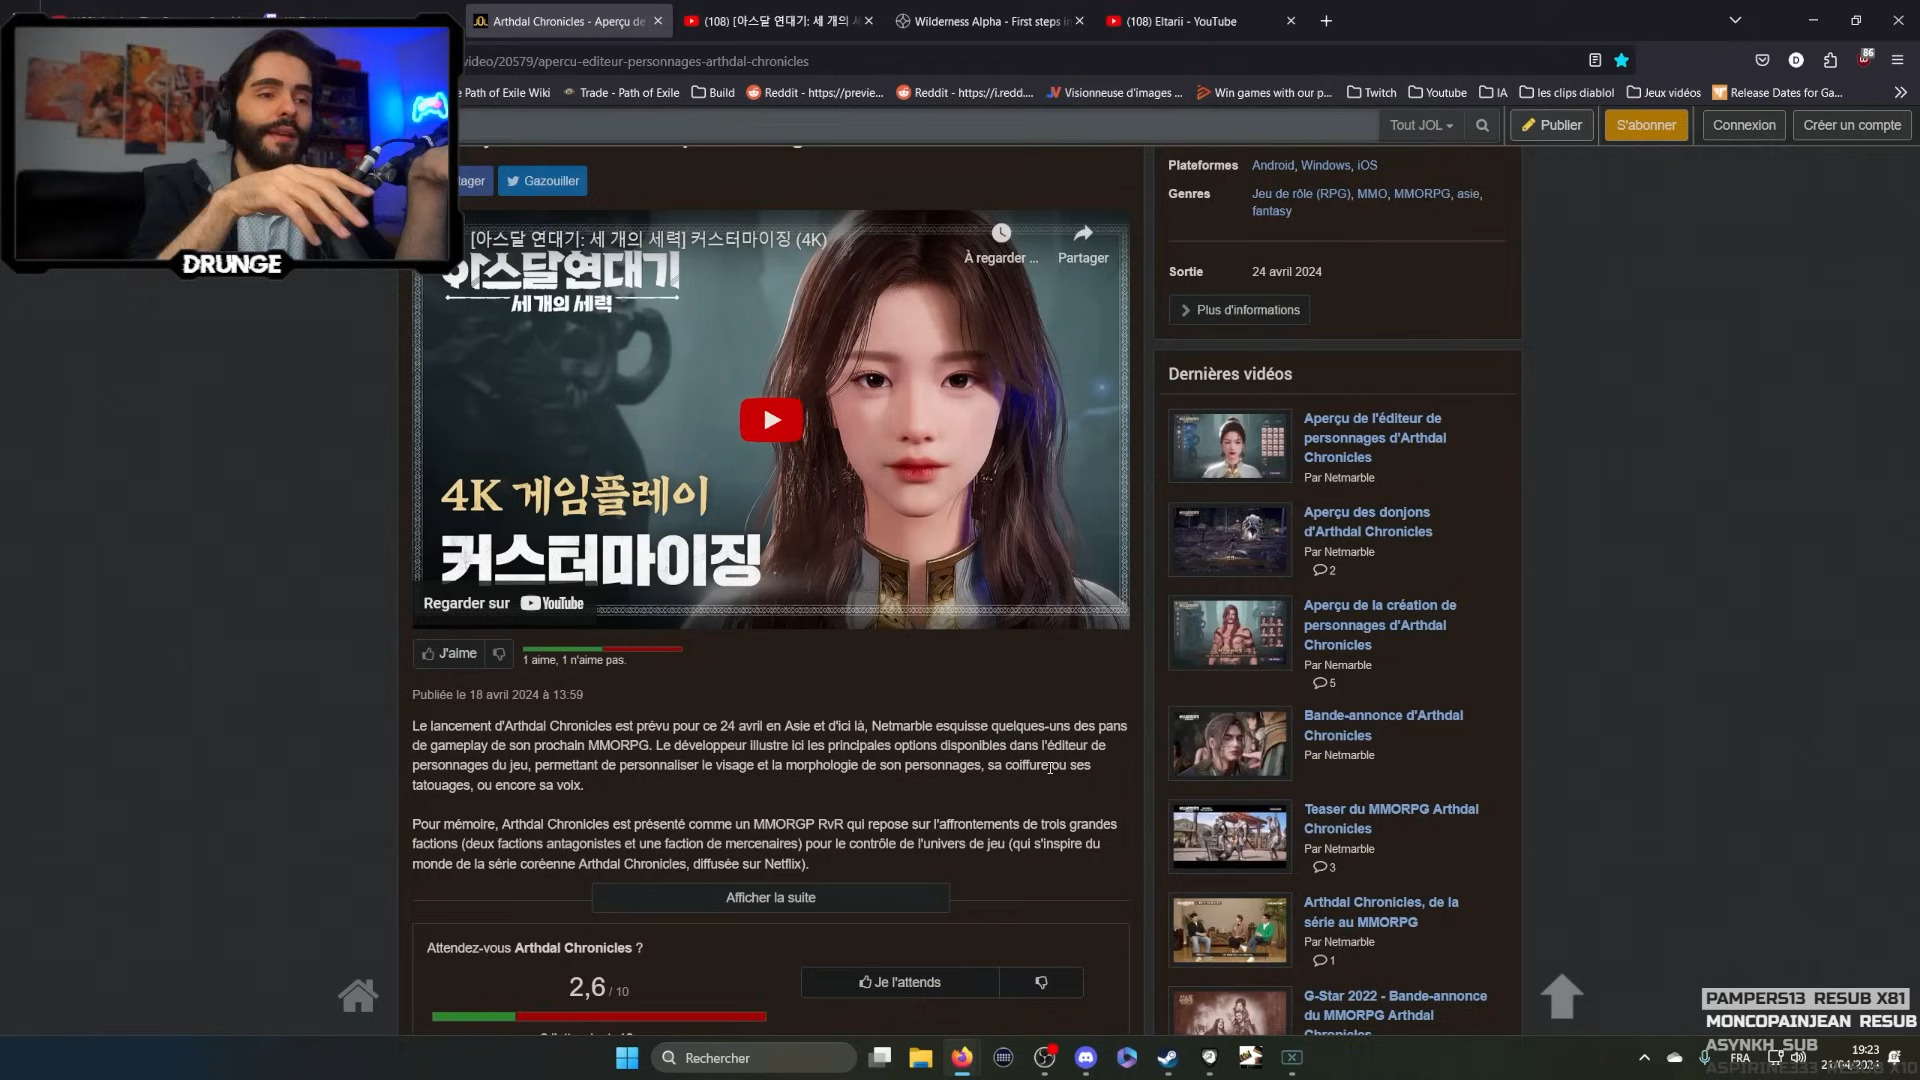 Arthdal Chronicles - Aperçu de
(108) [아스달 연대기: 세 개의 세
Wilderness Alpha - First steps in
(108) Eltarii - YouTube
video/20579/apercu-editeur-personnages-arthdal-chronicles
86
Path of Exile Wiki
Trade - Path of Exile
Build
Reddit - https://previe...
Reddit - https://i.redd....
Visionneuse d'images ...
Win games with our p...
Twitch
Youtube
IA
les clips diablol
Jeux vidéos
Release Dates for Ga...
Tout JOL
Publier
S'abonner
Connexion
Créer un compte
DRUNGE
tager
Gazouiller
[아스달 연대기: 세 개의 세력] 커스터마이징 (4K)
À regarder ...
Partager
아스달연대기
세 개의 세력
4K 게임플레이
커스터마이징
Regarder sur YouTube
J'aime
1 aime, 1 n'aime pas.
Publiée le 18 avril 2024 à 13:59
Le lancement d'Arthdal Chronicles est prévu pour ce 24 avril en Asie et d'ici là, Netmarble esquisse quelques-uns des pans
de gameplay de son prochain MMORPG. Le développeur illustre ici les principales options disponibles dans l'éditeur de
personnages du jeu, permettant de personnaliser le visage et la morphologie de son personnages, sa coiffure ou ses
tatouages, ou encore sa voix.
Pour mémoire, Arthdal Chronicles est présenté comme un MMORGP RvR qui repose sur l'affrontements de trois grandes
factions (deux factions antagonistes et une faction de mercenaires) pour le contrôle de l'univers de jeu (qui s'inspire du
monde de la série coréenne Arthdal Chronicles, diffusée sur Netflix).
Afficher la suite
Attendez-vous Arthdal Chronicles ?
2,6 / 10
Je l'attends
Plateformes
Android, Windows, iOS
Genres
Jeu de rôle (RPG), MMO, MMORPG, asie,
fantasy
Sortie
24 avril 2024
Plus d'informations
Dernières vidéos
Aperçu de l'éditeur de
personnages d'Arthdal
Chronicles
Par Netmarble
Aperçu des donjons
d'Arthdal Chronicles
Par Netmarble
2
Aperçu de la création de
personnages d'Arthdal
Chronicles
Par Nemarble
5
Bande-annonce d'Arthdal
Chronicles
Par Netmarble
Teaser du MMORPG Arthdal
Chronicles
Par Netmarble
3
Arthdal Chronicles, de la
série au MMORPG
Par Netmarble
1
G-Star 2022 - Bande-annonce
du MMORPG Arthdal
Chronicles
PAMPERS13 RESUB X81
MONCOPAINJEAN RESUB
ASYNKH_SUB
ASPIRINE333 RESUB X10
Rechercher
FRA
19:23
21/04/2024